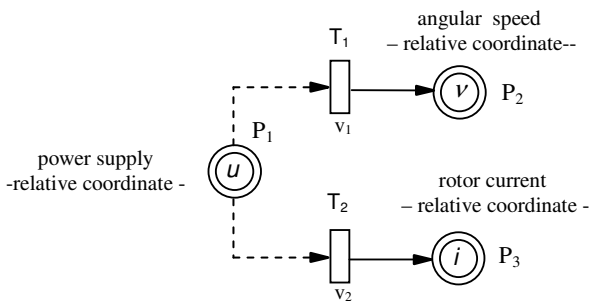 angular speed
– relative coordinate--
T1
ν
P2
v1
P1
power supply
-relative coordinate -
u
rotor current
– relative coordinate -
T2
i
P3
v2